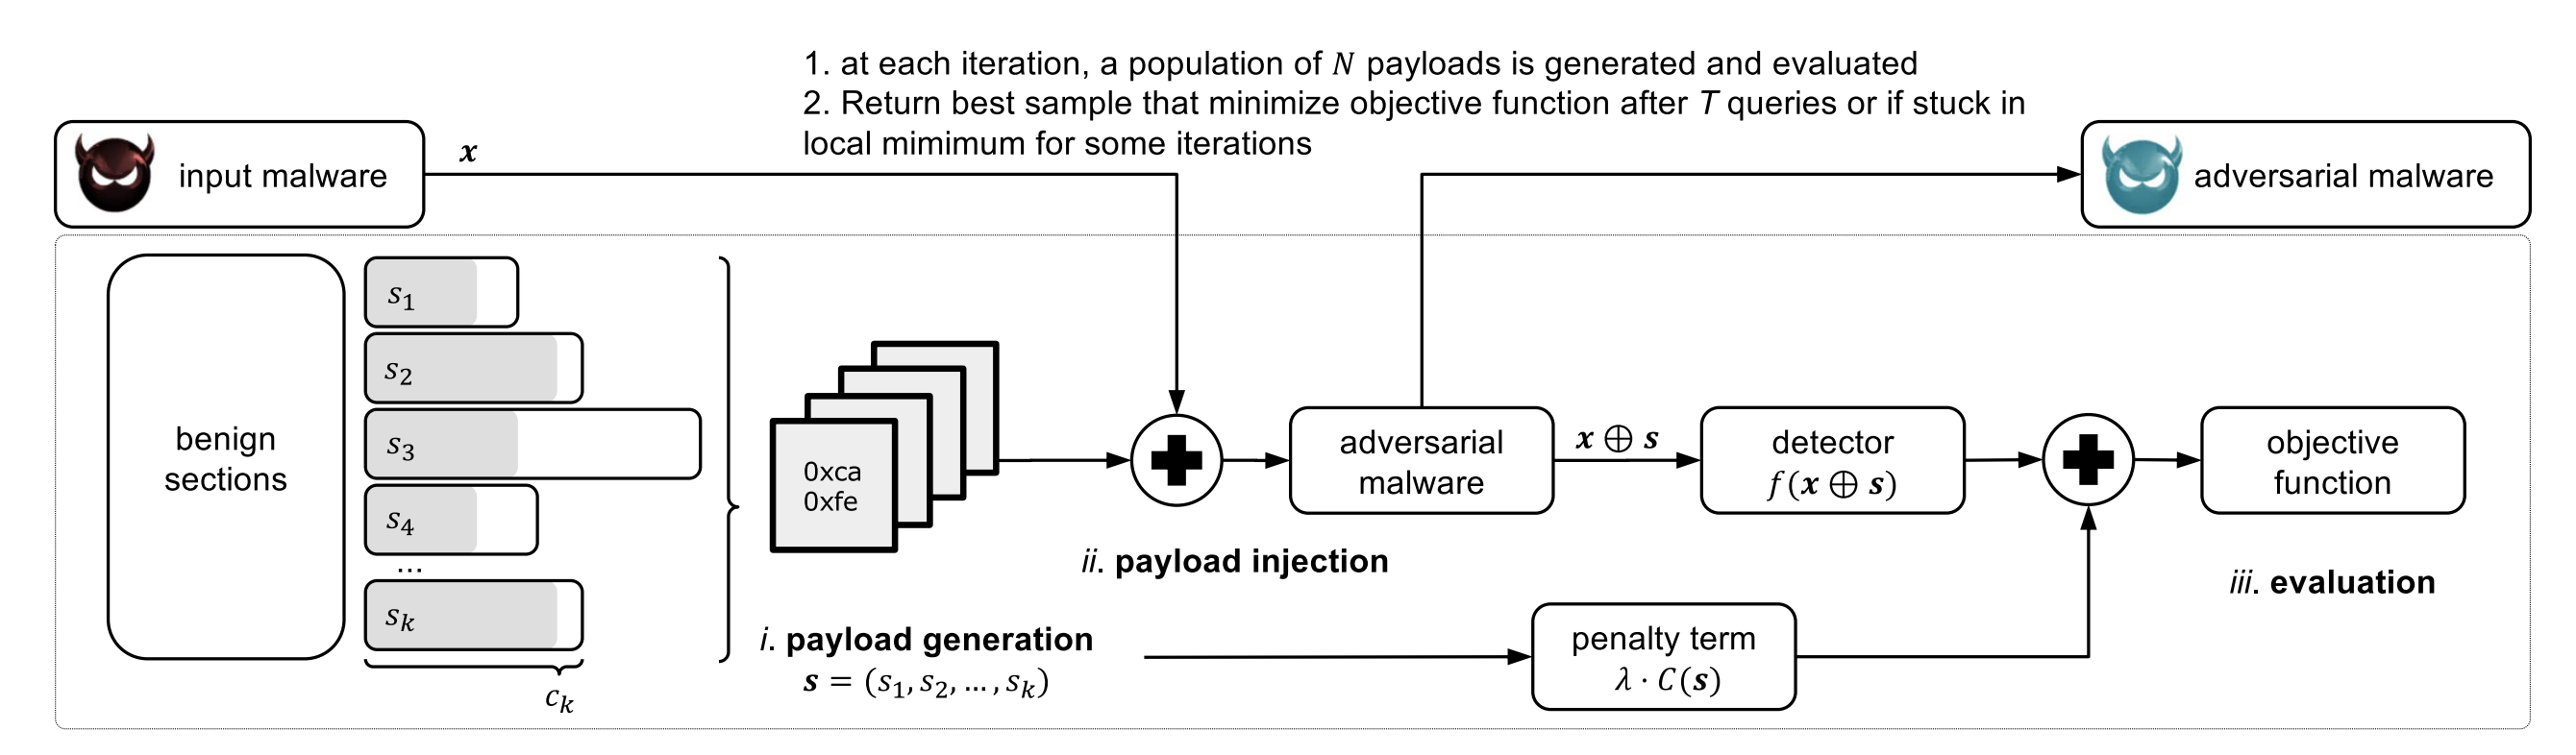 1. at each iteration, a population of N payloads is generated and evaluated
2. Return best sample that minimize objective function after T queries or if stuck in
local mimimum for some iterations
input malware
x
adversarial malware
benign
sections
s₁
s₂
s₃
s₄
...
sₖ
cₖ
0xca
0xfe
i. payload generation
s = (s₁, s₂, ... , sₖ)
ii. payload injection
adversarial
malware
x ⊕ s
detector
f(x ⊕ s)
penalty term
λ · C(s)
objective
function
iii. evaluation